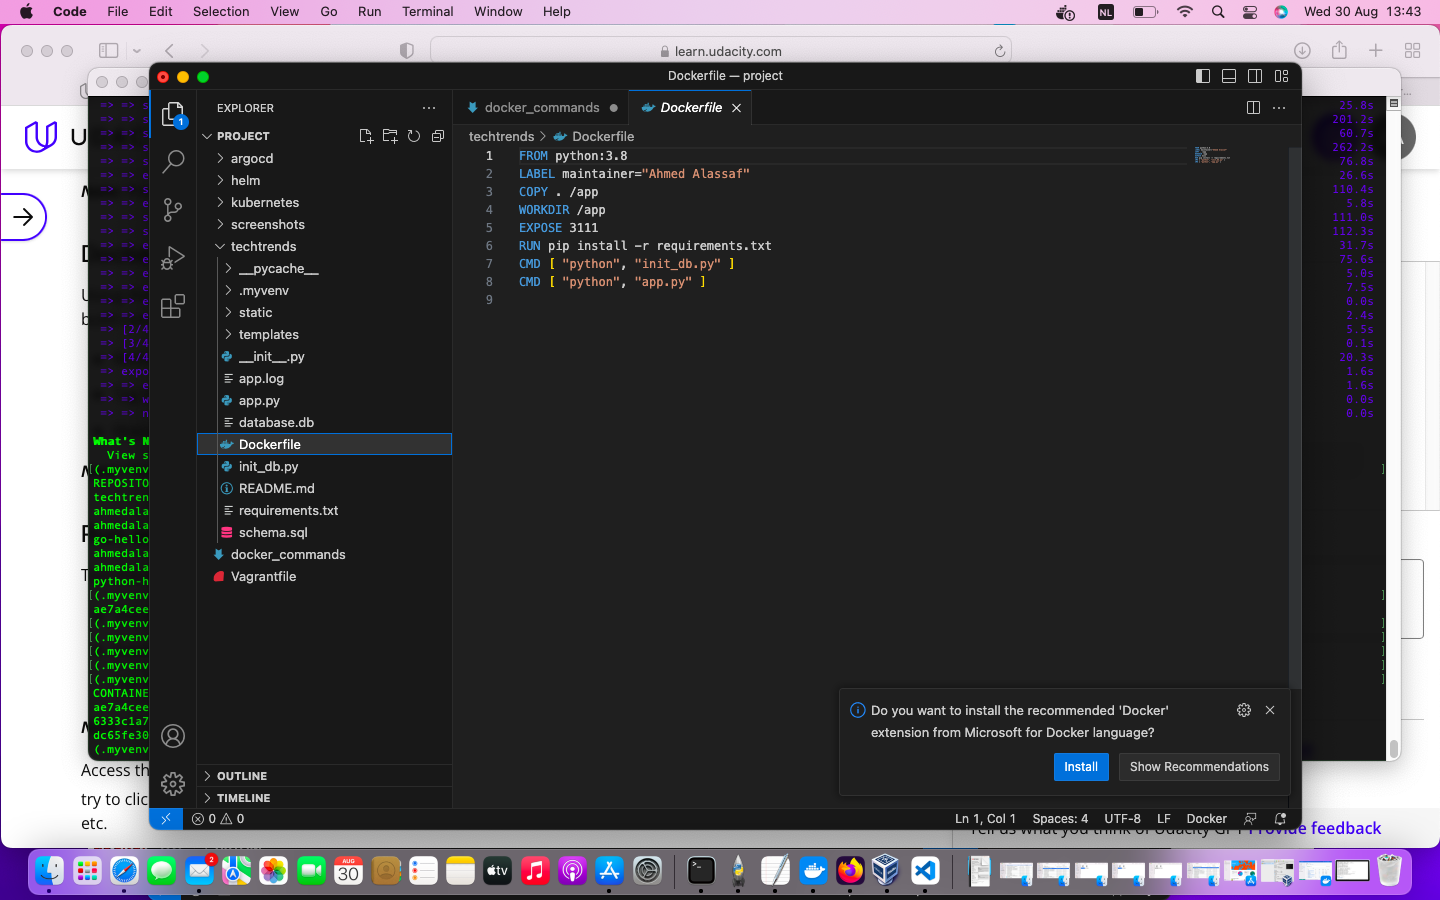 Code File Edit Selection View Go Run Terminal Window Help NL Wed 30 Aug 13:43
learn.udacity.com
Dockerfile — project
EXPLORER
PROJECT
argocd
helm
kubernetes
screenshots
techtrends
__pycache__
.myvenv
static
templates
__init__.py
app.log
app.py
database.db
Dockerfile
init_db.py
README.md
requirements.txt
schema.sql
docker_commands
Vagrantfile
OUTLINE
TIMELINE
1
docker_commands
Dockerfile
techtrends > Dockerfile
1 FROM python:3.8
2 LABEL maintainer="Ahmed Alassaf"
3 COPY . /app
4 WORKDIR /app
5 EXPOSE 3111
6 RUN pip install -r requirements.txt
7 CMD [ "python", "init_db.py" ]
8 CMD [ "python", "app.py" ]
9
Do you want to install the recommended 'Docker'
extension from Microsoft for Docker language?
Install Show Recommendations
0 0 Ln 1, Col 1 Spaces: 4 UTF-8 LF Docker
=> => s
=> [2/4
=> [3/4
=> [4/4
=> expo
=> => e
=> => w
=> => n
What's N
View s
[(.myvenv
REPOSITO
techtren
ahmedala
ahmedala
go-hello
ahmedala
ahmedala
python-h
[(.myvenv
ae7a4cee
[(.myvenv
[(.myvenv
[(.myvenv
[(.myvenv
[(.myvenv
CONTAINE
ae7a4cee
6333c1a7
dc65fe30
(.myvenv
25.8s
201.2s
60.7s
262.2s
76.8s
26.6s
110.4s
5.8s
111.0s
112.3s
31.7s
75.6s
5.0s
7.5s
0.0s
2.4s
5.5s
0.1s
20.3s
1.6s
1.6s
0.0s
0.0s
Access th
try to clic
etc.
Tell us what you think of Udacity GPT Provide feedback
2
AUG
30
tv